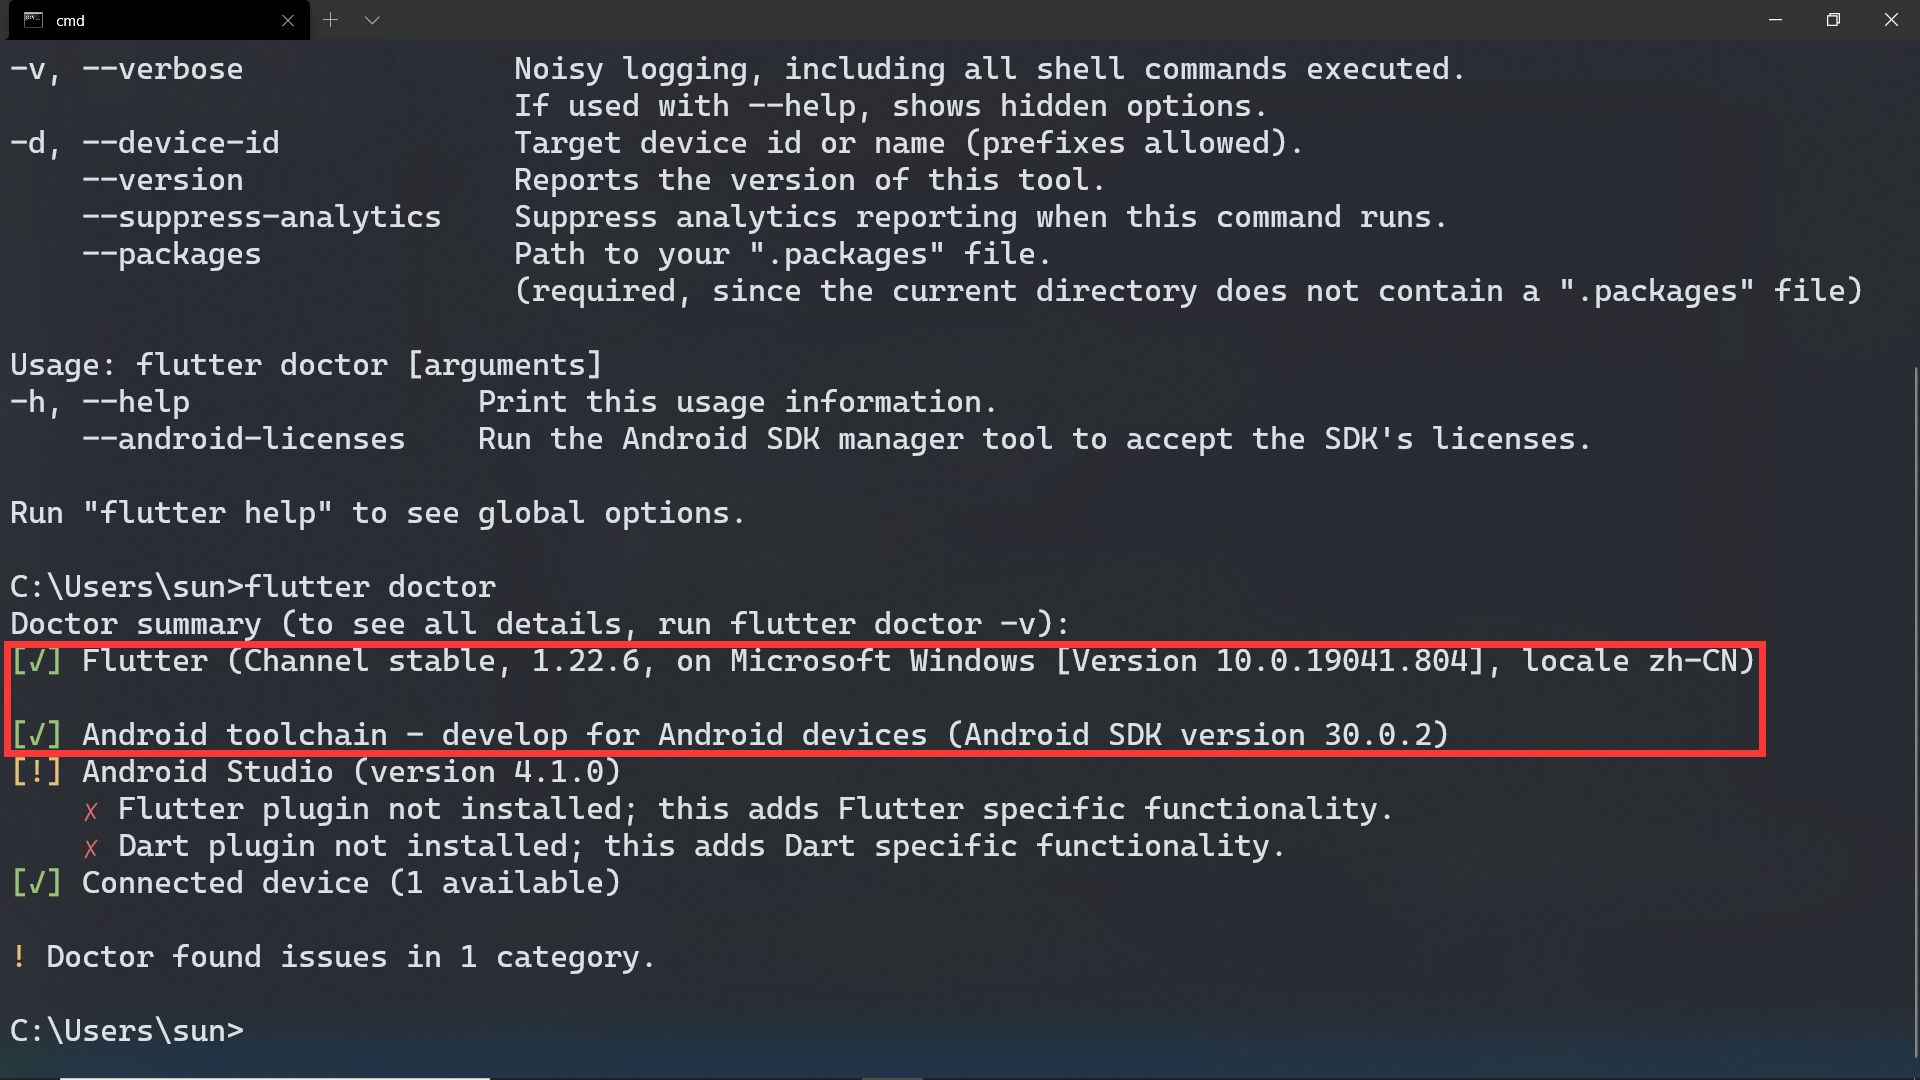 cmd
-v, --verbose Noisy logging, including all shell commands executed.
If used with --help, shows hidden options.
-d, --device-id Target device id or name (prefixes allowed).
--version Reports the version of this tool.
--suppress-analytics Suppress analytics reporting when this command runs.
--packages Path to your ".packages" file.
(required, since the current directory does not contain a ".packages" file)
Usage: flutter doctor [arguments]
-h, --help Print this usage information.
--android-licenses Run the Android SDK manager tool to accept the SDK's licenses.
Run "flutter help" to see global options.
C:\Users\sun>flutter doctor
Doctor summary (to see all details, run flutter doctor -v):
[√] Flutter (Channel stable, 1.22.6, on Microsoft Windows [Version 10.0.19041.804], locale zh-CN)
[√] Android toolchain - develop for Android devices (Android SDK version 30.0.2)
[!] Android Studio (version 4.1.0)
✗ Flutter plugin not installed; this adds Flutter specific functionality.
✗ Dart plugin not installed; this adds Dart specific functionality.
[√] Connected device (1 available)
! Doctor found issues in 1 category.
C:\Users\sun>